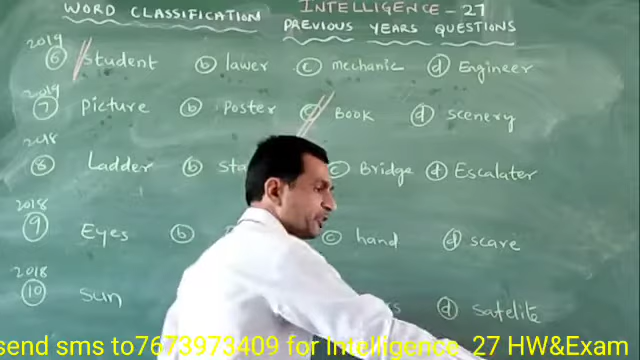 WORD CLASSIFICATION INTELLIGENCE - 27
PREVIOUS YEARS QUESTIONS
2019
6 Student b lawer c mechanic d Engineer
2019
7 Picture b Poster c Book d scenery
2018
8 Ladder b c Bridge d Escalater
2018
9 Eyes b c hand d scare
2018
10 Sun d satelite
send sms to7673973409 for Intelligence 27 HW&Exam